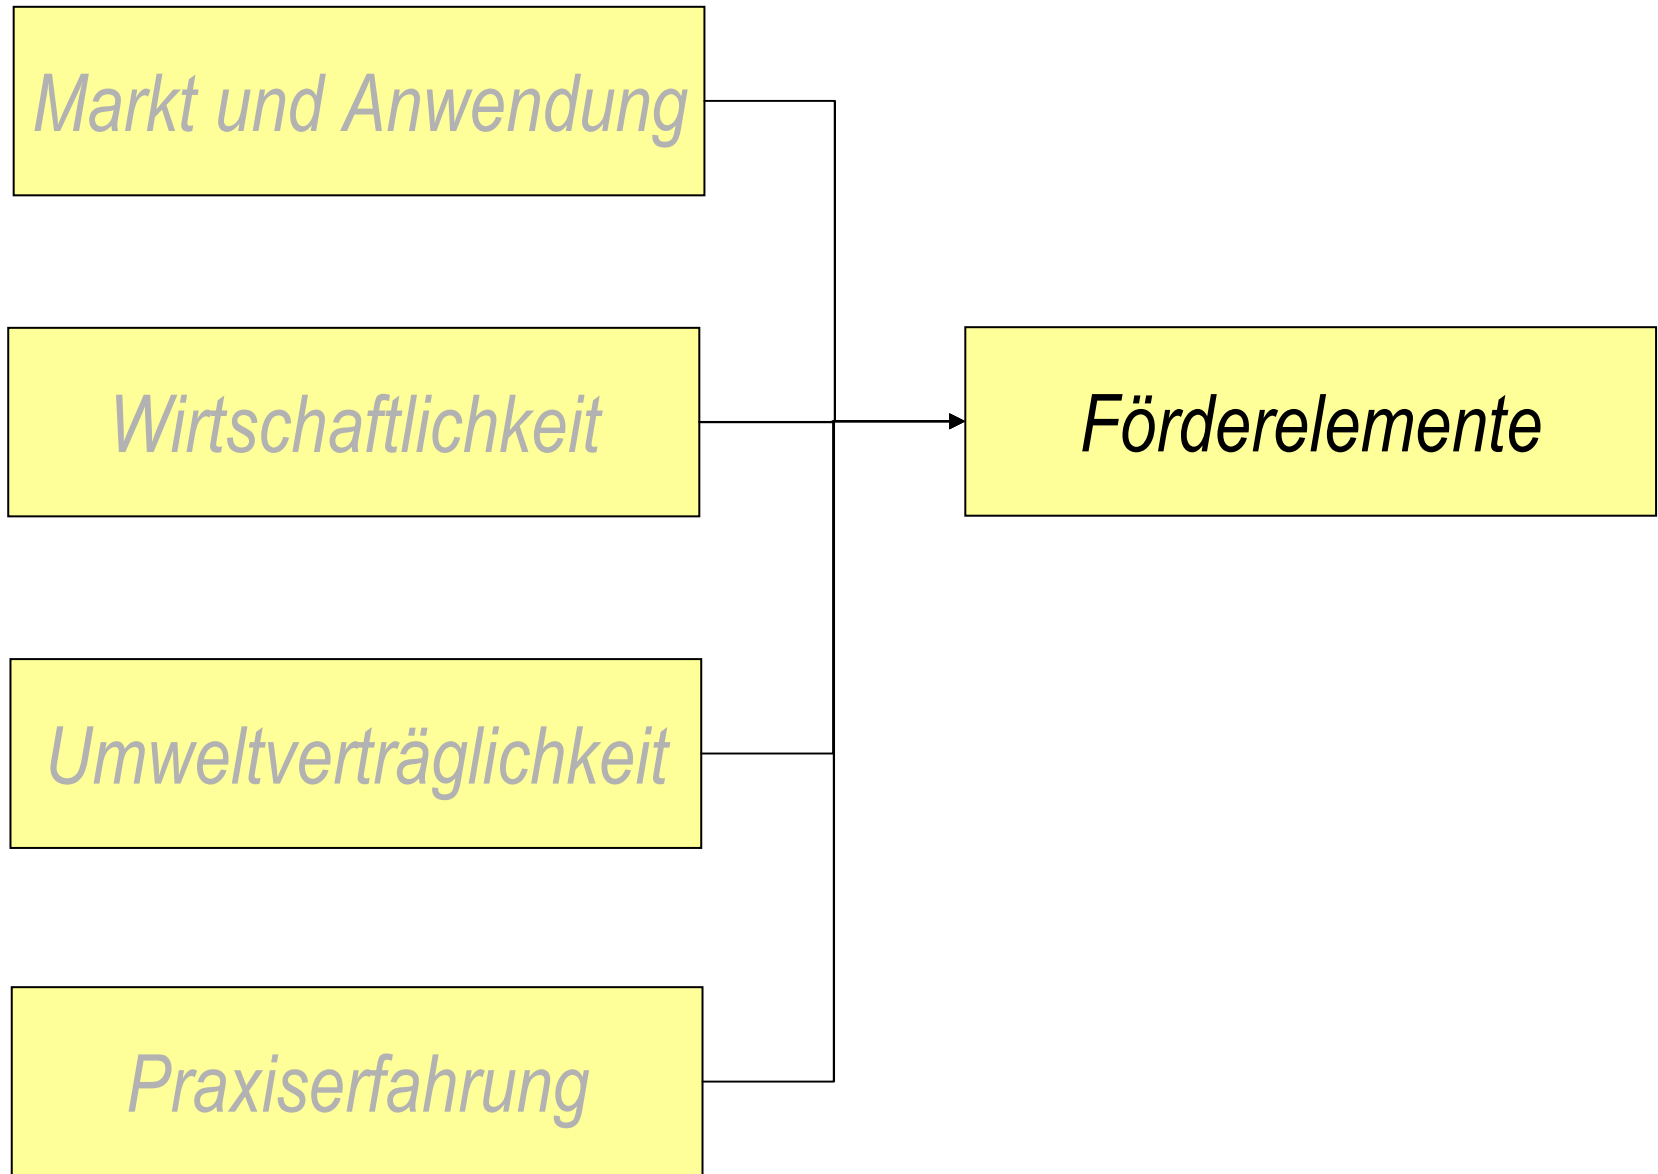 Markt und Anwendung
Wirtschaftlichkeit
Förderelemente
Umweltverträglichkeit
Praxiserfahrung